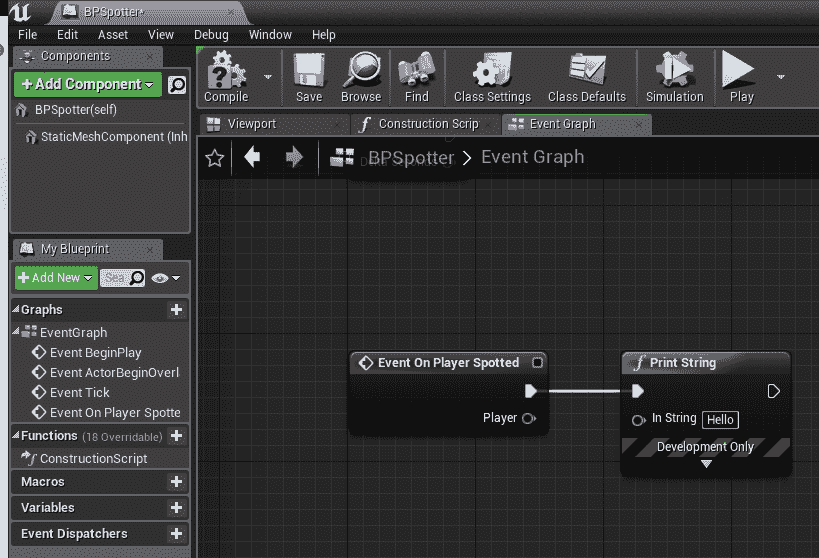 BPSpotter*
File Edit Asset View Debug Window Help
Components
+Add Component
BPSpotter(self)
StaticMeshComponent (Inh
Compile Save Browse Find Class Settings Class Defaults Simulation Play
Viewport Construction Scrip Event Graph
BPSpotter > Event Graph
My Blueprint
+Add New Sea
Graphs +
EventGraph
Event BeginPlay
Event ActorBeginOverl
Event Tick
Event On Player Spotte
Functions (18 Overridable) +
ConstructionScript
Macros +
Variables +
Event Dispatchers +
Event On Player Spotted
Player
f Print String
In String Hello
Development Only